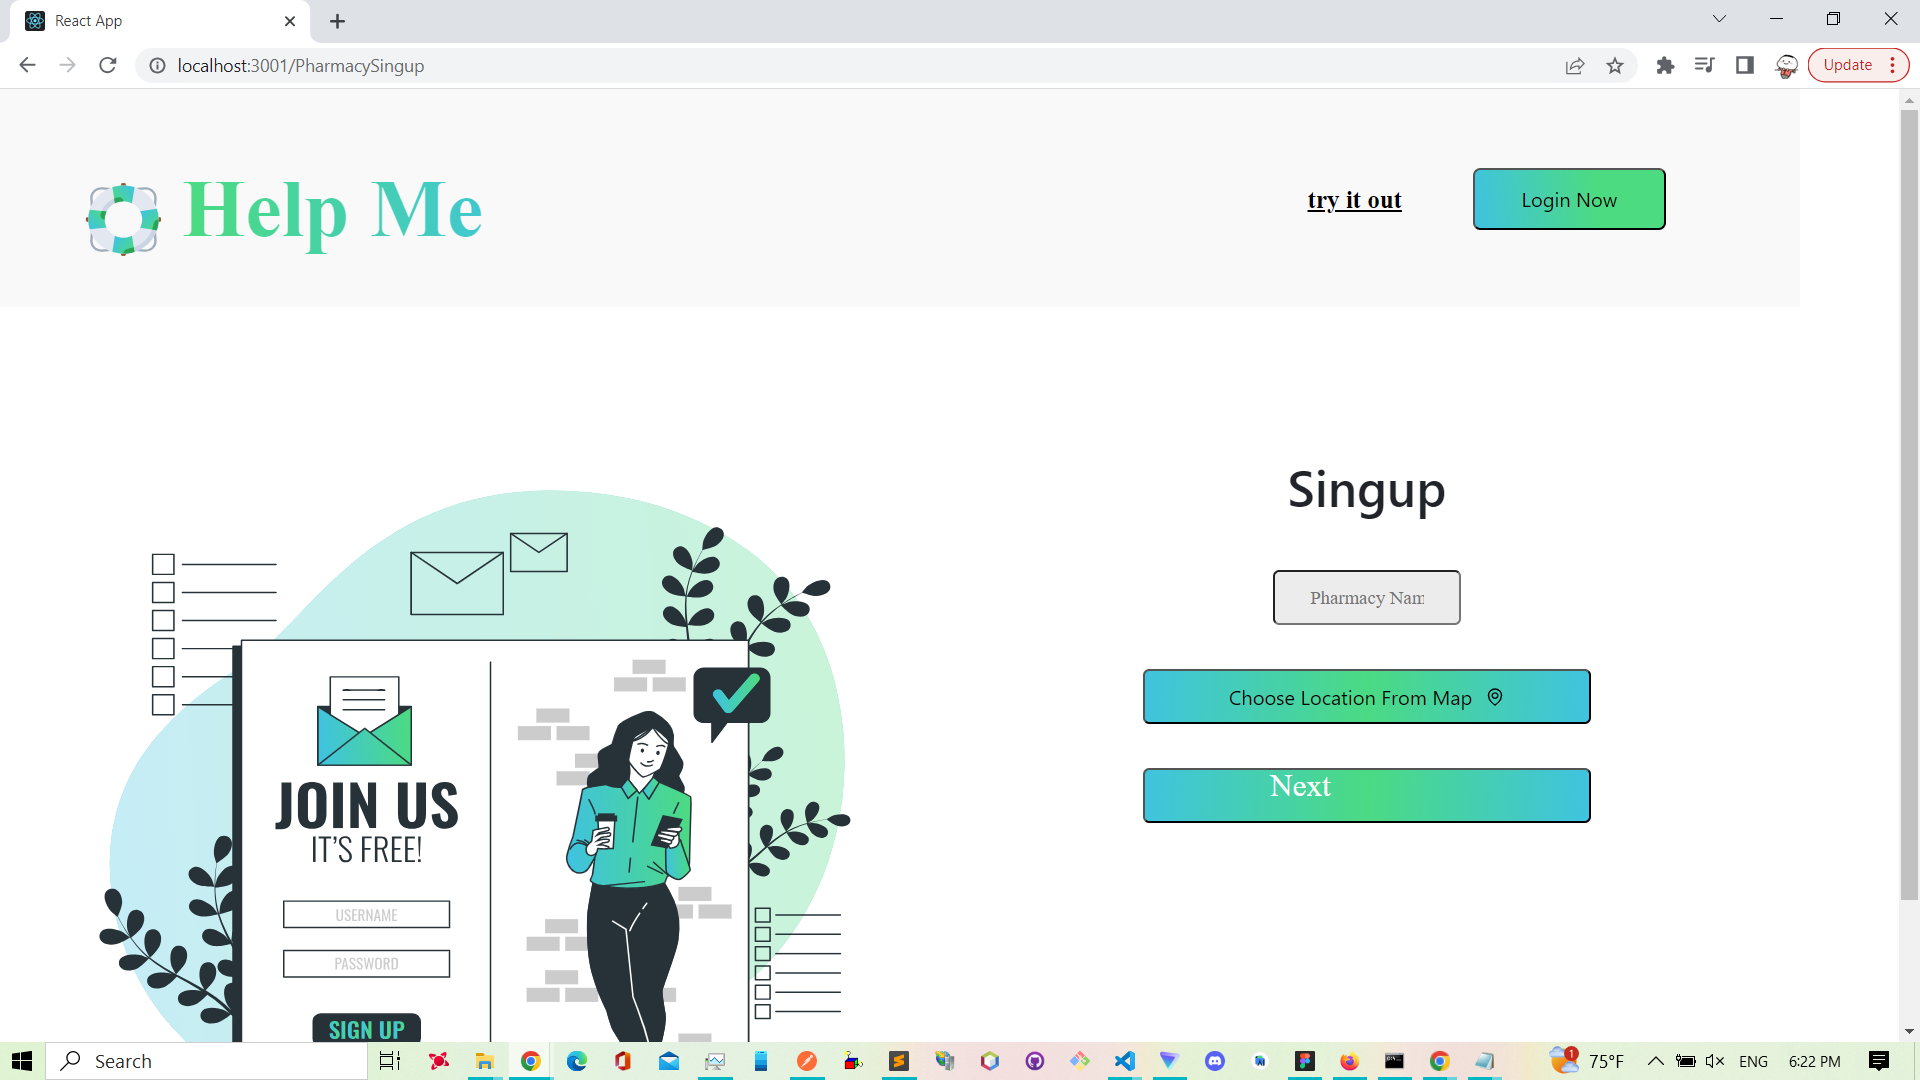 React App
localhost:3001/PharmacySingup
Update
Help Me
try it out
Login Now
Singup
Pharmacy Nam
Choose Location From Map
Next
JOIN US
IT'S FREE!
USERNAME
PASSWORD
SIGN UP
Search
1
75°F
ENG
6:22 PM